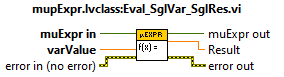 mupExpr.lvclass:Eval_SglVar_SglRes.vi
muExpr in
muExpr out
µEXPR
varValue
f(x) =
Result
error in (no error)
error out